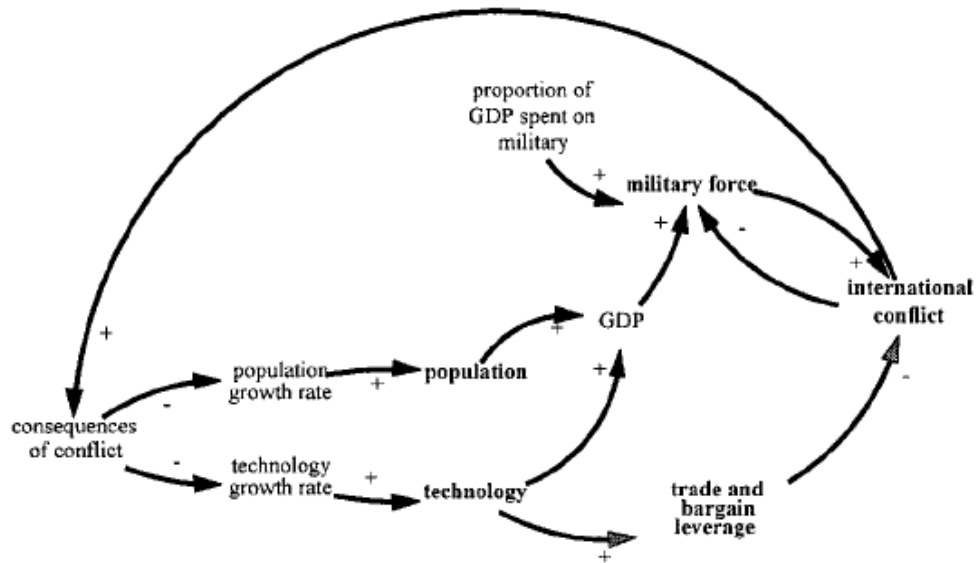 proportion of
GDP spent on
military
+
military force
+
-
+
international
conflict
GDP
+
+
population
growth rate
+
population
+
-
-
consequences
of conflict
-
technology
growth rate
+
technology
+
trade and
bargain
leverage
+